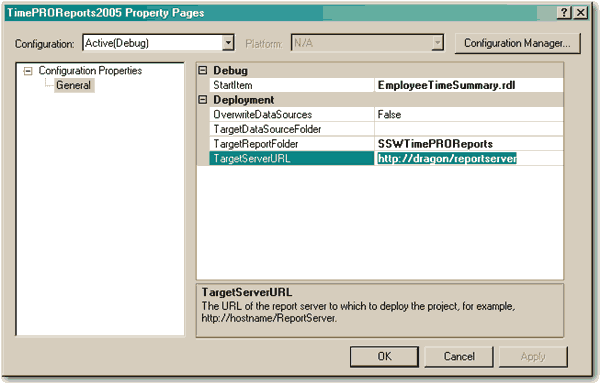 TimePROReports2005 Property Pages
Configuration: Active(Debug) Platform: N/A Configuration Manager...
Configuration Properties
General
Debug
StartItem EmployeeTimeSummary.rdl
Deployment
OverwriteDataSources False
TargetDataSourceFolder
TargetReportFolder SSWTimePROReports
TargetServerURL http://dragon/reportserver
TargetServerURL
The URL of the report server to which to deploy the project, for example,
http://hostname/ReportServer.
OK Cancel Apply